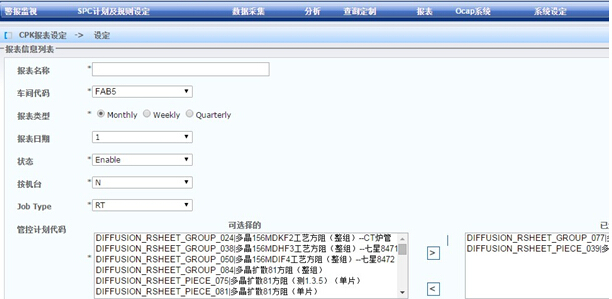 警报监视 SPC计划及规则设定 数据采集 分析 查询定制 报表 Ocap系统 系统设定
CPK报表设定 -> 设定
报表信息列表
报表名称 *
车间代码 * FAB5
报表类型 * Monthly Weekly Quarterly
报表日期 1
状态 * Enable
按机台 * N
Job Type * RT
管控计划代码 * 可选择的 已
DIFFUSION_RSHEET_GROUP_024|多晶156MDKF2工艺方阻（整组）--CT炉管
DIFFUSION_RSHEET_GROUP_038|多晶156MDHF3工艺方阻（整组）--七星8471
DIFFUSION_RSHEET_GROUP_050|多晶156MDIF4工艺方阻（整组）--七星8472
DIFFUSION_RSHEET_GROUP_084|多晶扩散81方阻（整组）
DIFFUSION_RSHEET_PIECE_075|多晶扩散81方阻（测1.3.5）（单片）
DIFFUSION_RSHEET_PIECE_081|多晶扩散81方阻（单片）
>
<
DIFFUSION_RSHEET_GROUP_077|多
DIFFUSION_RSHEET_PIECE_039|多